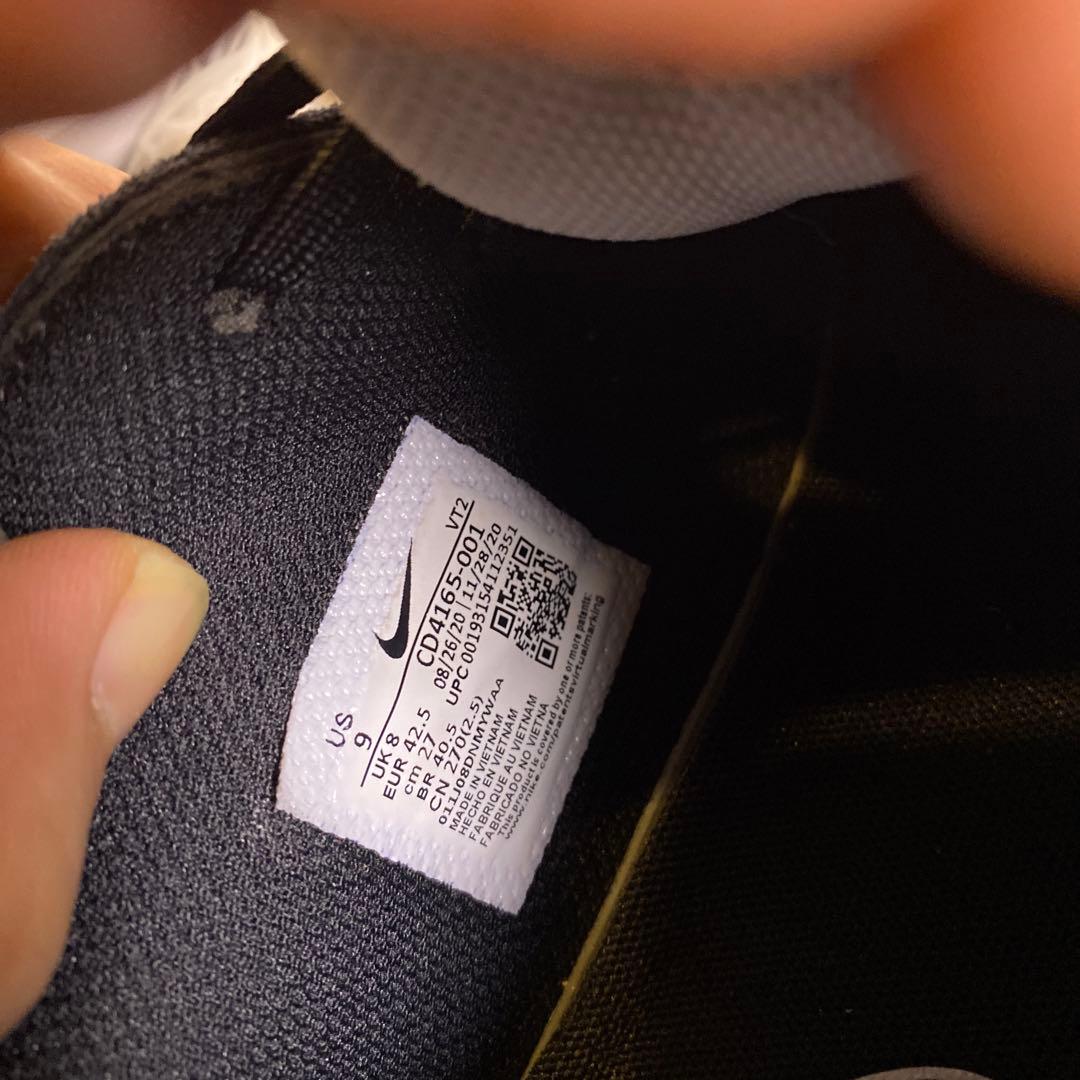 VT2
CD4165-001
08/26/20 | 11/28/20
UPC 00193154112351
US
9
UK 8
EUR 42.5
cm 27
BR 40.5
CN 270(2.5)
011J08DNMYWAA
MADE IN VIETNAM
HECHO EN VIETNAM
FABRIQUE AU VIETNAM
FABRICADO NO VIETNA
This product is covered by one or more patents:
www.nike.com/patentsvirtualmarking